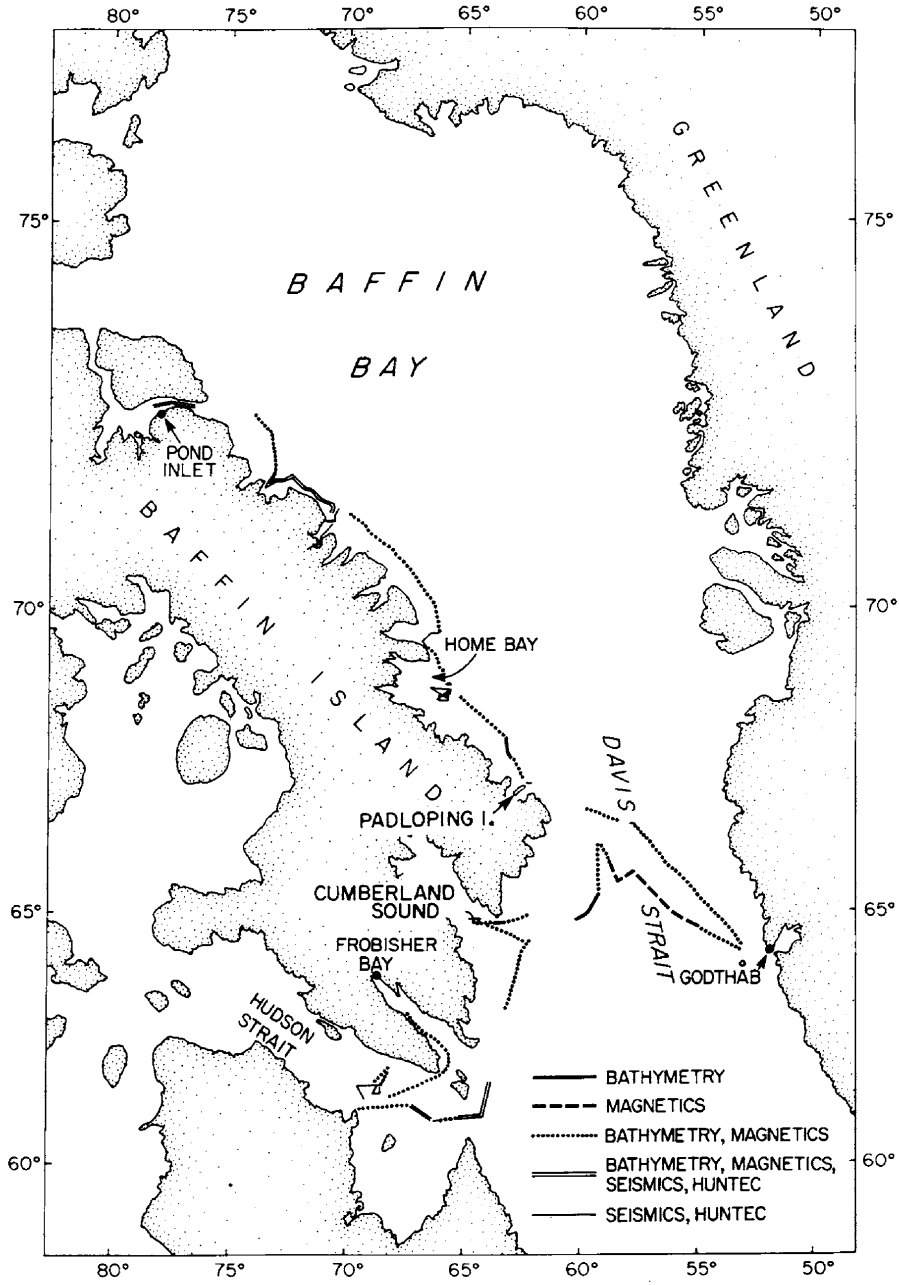 80° 75° 70° 65° 60° 55° 50°
GREENLAND
75° 75°
BAFFIN
BAY
POND
INLET
BAFFIN ISLAND
70° 70°
HOME BAY
DAVIS STRAIT
PADLOPING I.
CUMBERLAND
SOUND
65° 65°
FROBISHER
BAY
GODTHAB
HUDSON
STRAIT
BATHYMETRY
MAGNETICS
BATHYMETRY, MAGNETICS
60° 60°
BATHYMETRY, MAGNETICS,
SEISMICS, HUNTEC
SEISMICS, HUNTEC
80° 75° 70° 65° 60° 55° 50°